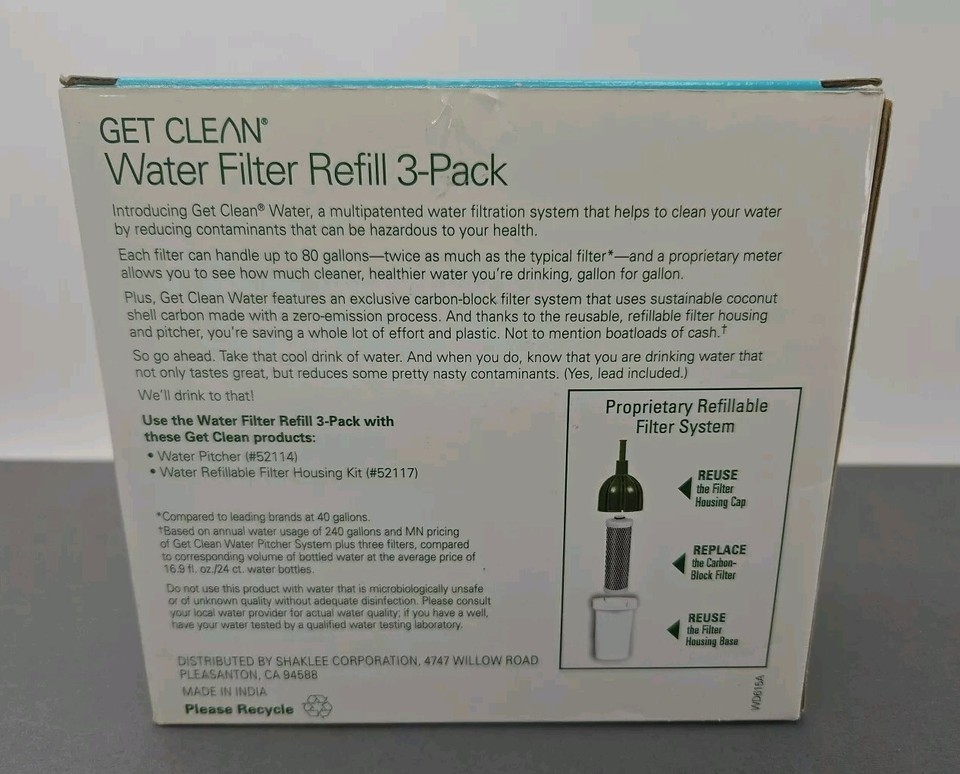 GET CLEAN®
Water Filter Refill 3-Pack
Introducing Get Clean® Water, a multipatented water filtration system that helps to clean your water
by reducing contaminants that can be hazardous to your health.
Each filter can handle up to 80 gallons—twice as much as the typical filter*—and a proprietary meter
allows you to see how much cleaner, healthier water you're drinking, gallon for gallon.
Plus, Get Clean Water features an exclusive carbon-block filter system that uses sustainable coconut
shell carbon made with a zero-emission process. And thanks to the reusable, refillable filter housing
and pitcher, you're saving a whole lot of effort and plastic. Not to mention boatloads of cash.†
So go ahead. Take that cool drink of water. And when you do, know that you are drinking water that
not only tastes great, but reduces some pretty nasty contaminants. (Yes, lead included.)
We'll drink to that!
Use the Water Filter Refill 3-Pack with
these Get Clean products:
• Water Pitcher (#52114)
• Water Refillable Filter Housing Kit (#52117)
*Compared to leading brands at 40 gallons.
†Based on annual water usage of 240 gallons and MN pricing
of Get Clean Water Pitcher System plus three filters, compared
to corresponding volume of bottled water at the average price of
16.9 fl. oz./24 ct. water bottles.
Do not use this product with water that is microbiologically unsafe
or of unknown quality without adequate disinfection. Please consult
your local water provider for actual water quality; if you have a well,
have your water tested by a qualified water testing laboratory.
DISTRIBUTED BY SHAKLEE CORPORATION, 4747 WILLOW ROAD
PLEASANTON, CA 94588
MADE IN INDIA
Please Recycle
Proprietary Refillable
Filter System
REUSE
the Filter
Housing Cap
REPLACE
the Carbon-
Block Filter
REUSE
the Filter
Housing Base
WD615A